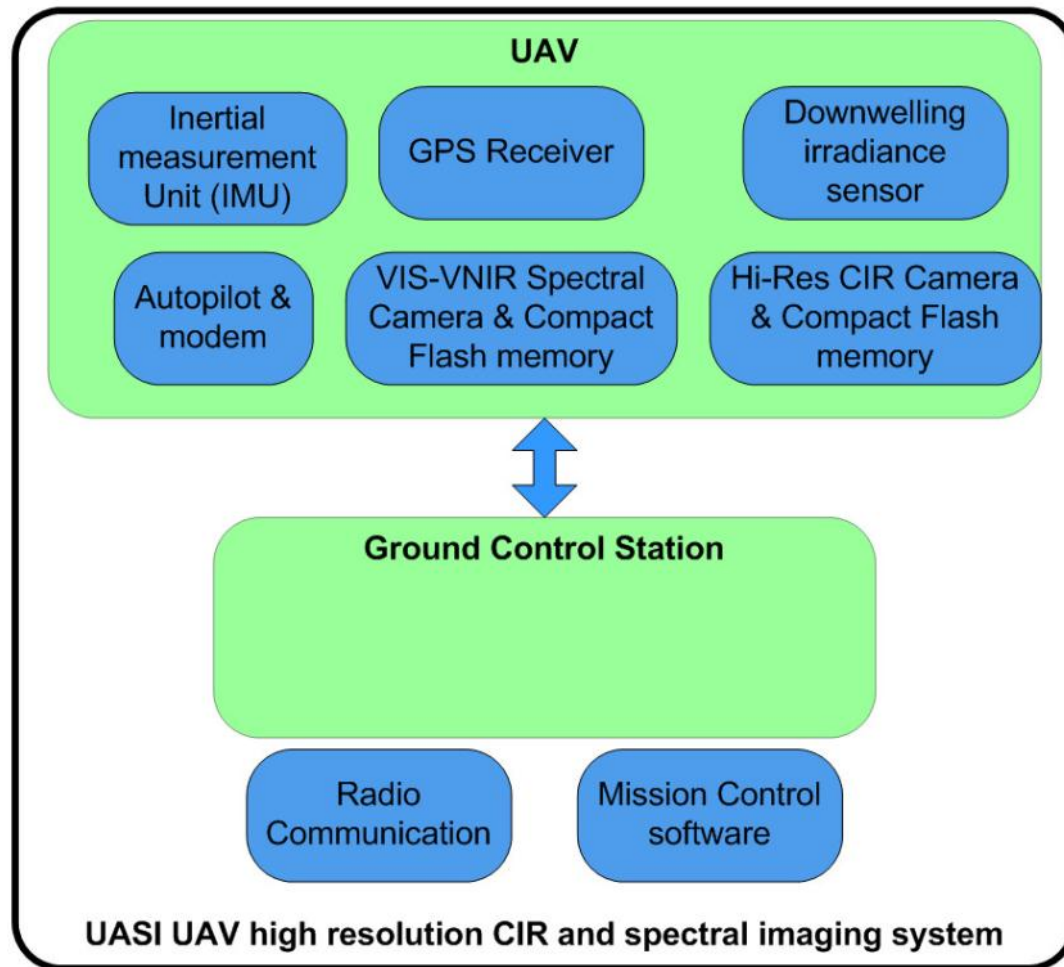 UAV
Inertial
measurement
Unit (IMU)
GPS Receiver
Downwelling
irradiance
sensor
Autopilot &
modem
VIS-VNIR Spectral
Camera & Compact
Flash memory
Hi-Res CIR Camera
& Compact Flash
memory
Ground Control Station
Radio
Communication
Mission Control
software
UASI UAV high resolution CIR and spectral imaging system